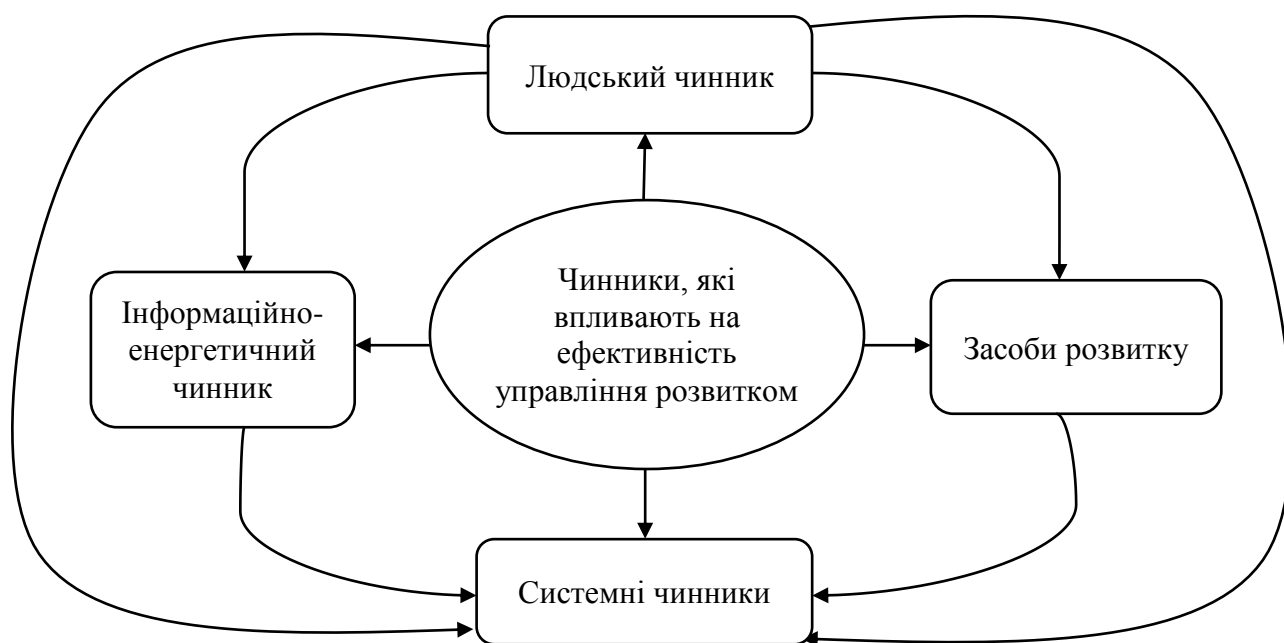 Людський чинник
Інформаційно-
енергетичний
чинник
Чинники, які
впливають на
ефективність
управління розвитком
Засоби розвитку
Системні чинники